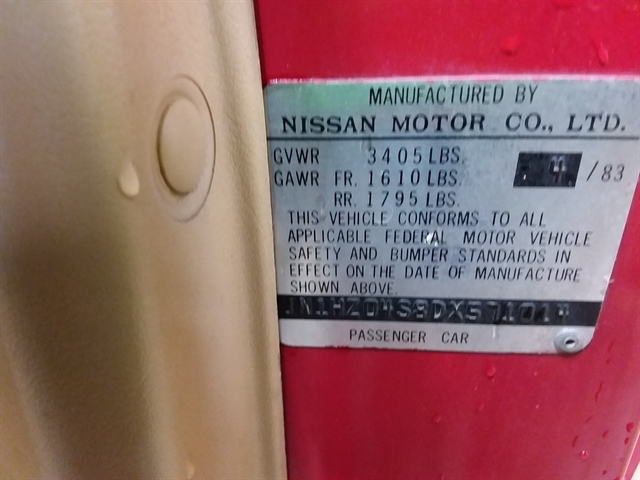 MANUFACTURED BY
NISSAN MOTOR CO., LTD.
GVWR 3405 LBS. 4 / 83
GAWR FR. 1610 LBS.
RR. 1795 LBS.
THIS VEHICLE CONFORMS TO ALL
APPLICABLE FEDERAL MOTOR VEHICLE
SAFETY AND BUMPER STANDARDS IN
EFFECT ON THE DATE OF MANUFACTURE
SHOWN ABOVE.
JN1HZ04S9DX571014
PASSENGER CAR